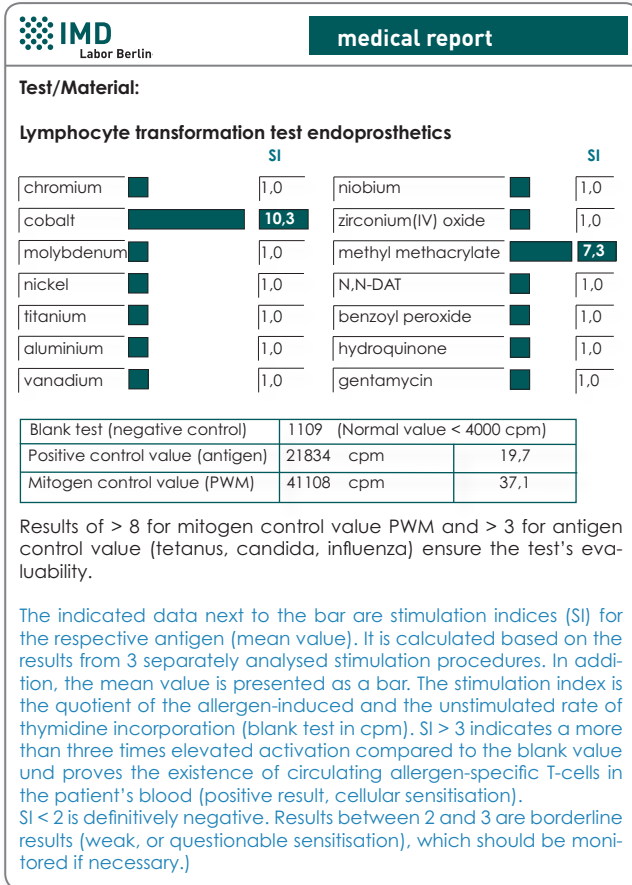 IMD
Labor Berlin
medical report
Test/Material:
Lymphocyte transformation test endoprosthetics
SI SI
chromium 1,0 niobium 1,0
cobalt 10,3 zirconium(IV) oxide 1,0
molybdenum 1,0 methyl methacrylate 7,3
nickel 1,0 N,N-DAT 1,0
titanium 1,0 benzoyl peroxide 1,0
aluminium 1,0 hydroquinone 1,0
vanadium 1,0 gentamycin 1,0
Blank test (negative control) 1109 (Normal value < 4000 cpm)
Positive control value (antigen) 21834 cpm 19,7
Mitogen control value (PWM) 41108 cpm 37,1
Results of > 8 for mitogen control value PWM and > 3 for antigen
control value (tetanus, candida, influenza) ensure the test's eva-
luability.
The indicated data next to the bar are stimulation indices (SI) for
the respective antigen (mean value). It is calculated based on the
results from 3 separately analysed stimulation procedures. In addi-
tion, the mean value is presented as a bar. The stimulation index is
the quotient of the allergen-induced and the unstimulated rate of
thymidine incorporation (blank test in cpm). SI > 3 indicates a more
than three times elevated activation compared to the blank value
und proves the existence of circulating allergen-specific T-cells in
the patient's blood (positive result, cellular sensitisation).
SI < 2 is definitively negative. Results between 2 and 3 are borderline
results (weak, or questionable sensitisation), which should be moni-
tored if necessary.)